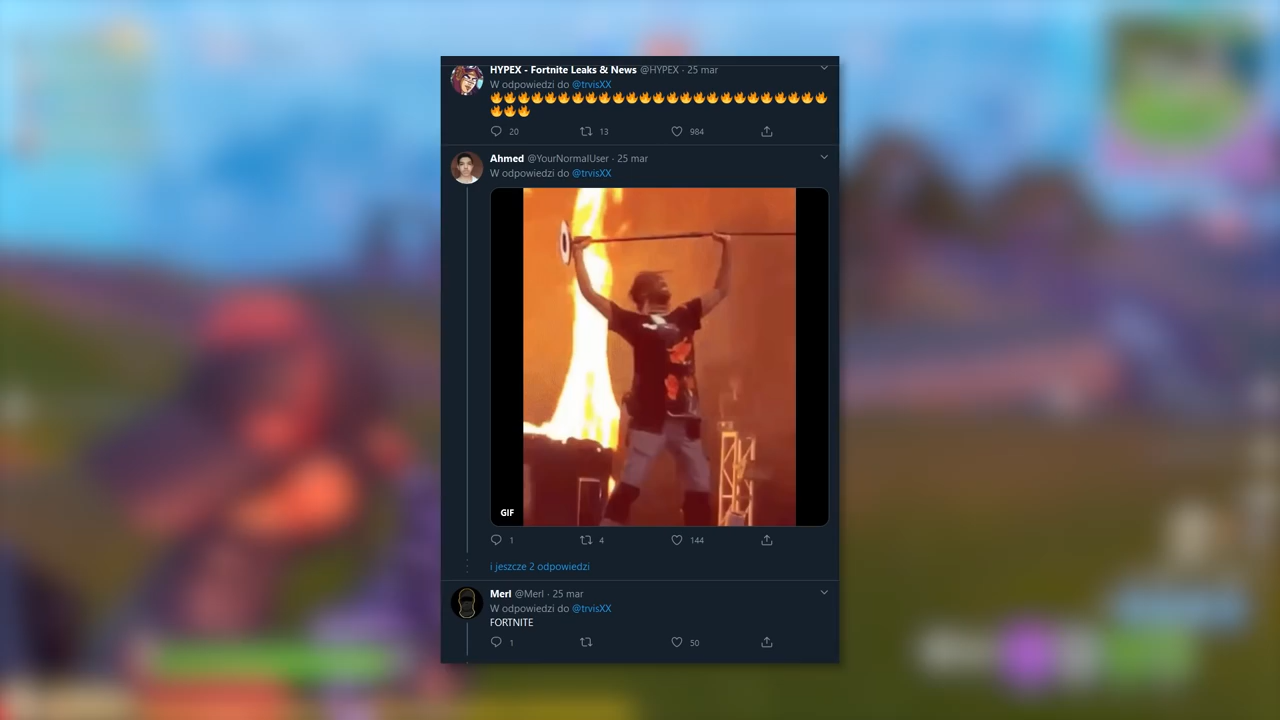 HYPEX - Fortnite Leaks & News @HYPEX · 25 mar
W odpowiedzi do @trvisXX
🔥🔥🔥🔥🔥🔥🔥🔥🔥🔥🔥🔥🔥🔥🔥🔥🔥🔥🔥🔥🔥🔥🔥🔥🔥
🔥🔥🔥
20 13 984
Ahmed @YourNormalUser · 25 mar
W odpowiedzi do @trvisXX
GIF
1 4 144
i jeszcze 2 odpowiedzi
Merl @Merl · 25 mar
W odpowiedzi do @trvisXX
FORTNITE
1 50